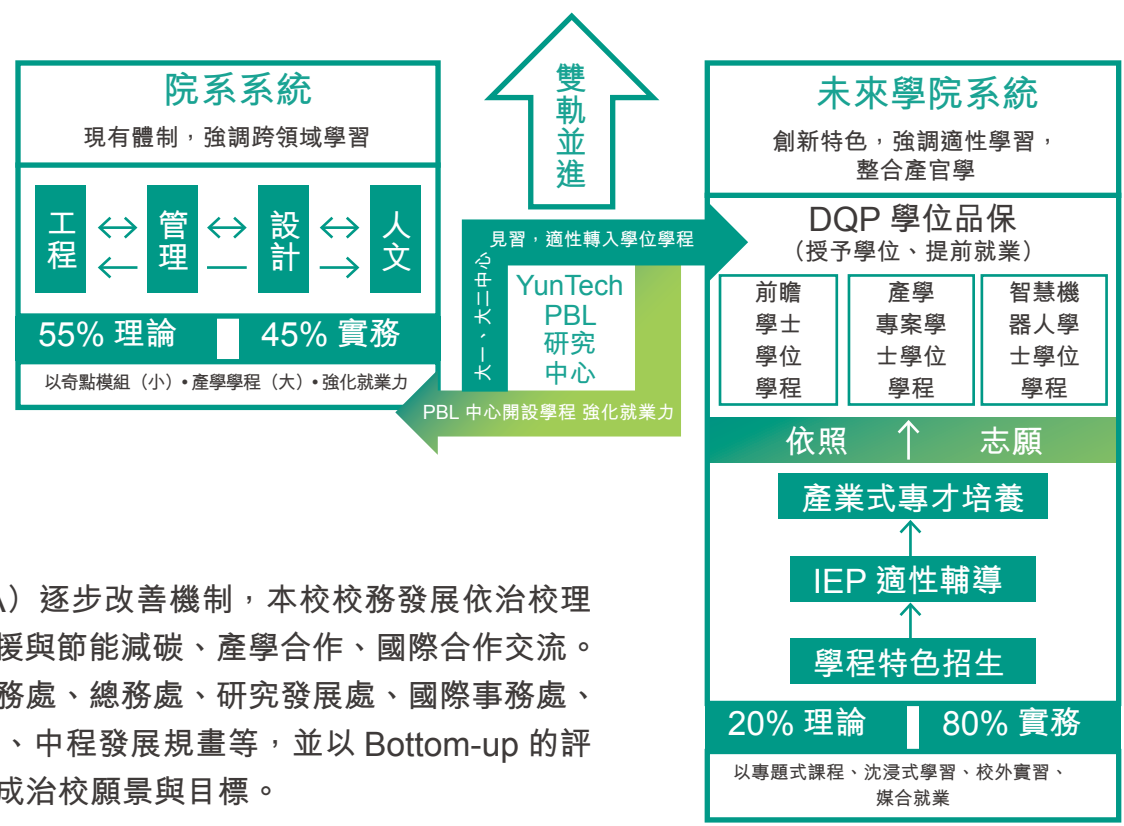 院系系統
現有體制，強調跨領域學習
工程 ↔ 管理 ↔ 設計 ↔ 人文
55% 理論 45% 實務
以奇點模組（小）•產學學程（大）•強化就業力
雙軌並進
見習，適性轉入學位學程
大一、大二中心
YunTech
PBL
研究
中心
PBL 中心開設學程 強化就業力
未來學院系統
創新特色，強調適性學習，
整合產官學
DQP 學位品保
（授予學位、提前就業）
前瞻
學士
學位
學程
產學
專案學
士學位
學程
智慧機
器人學
士學位
學程
依照 ↑ 志願
產業式專才培養
IEP 適性輔導
學程特色招生
20% 理論 80% 實務
以專題式課程、沈浸式學習、校外實習、
媒合就業
）逐步改善機制，本校校務發展依治校理
援與節能減碳、產學合作、國際合作交流。
務處、總務處、研究發展處、國際事務處、
、中程發展規畫等，並以 Bottom-up 的評
成治校願景與目標。